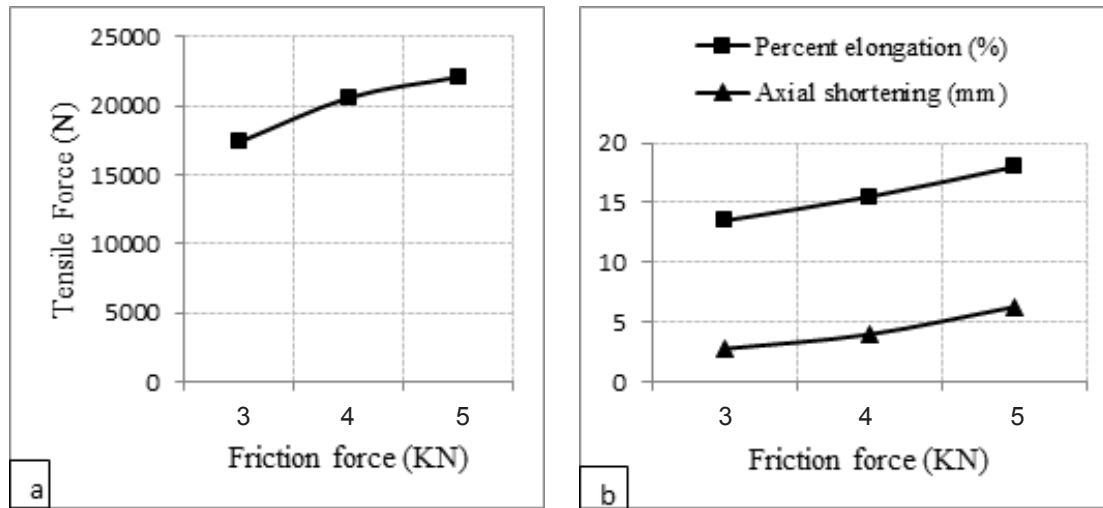 25000
20000
15000
10000
5000
0
Tensile Force (N)
3 4 5
Friction force (KN)
a
Percent elongation (%)
Axial shortening (mm)
20
15
10
5
0
3 4 5
Friction force (KN)
b